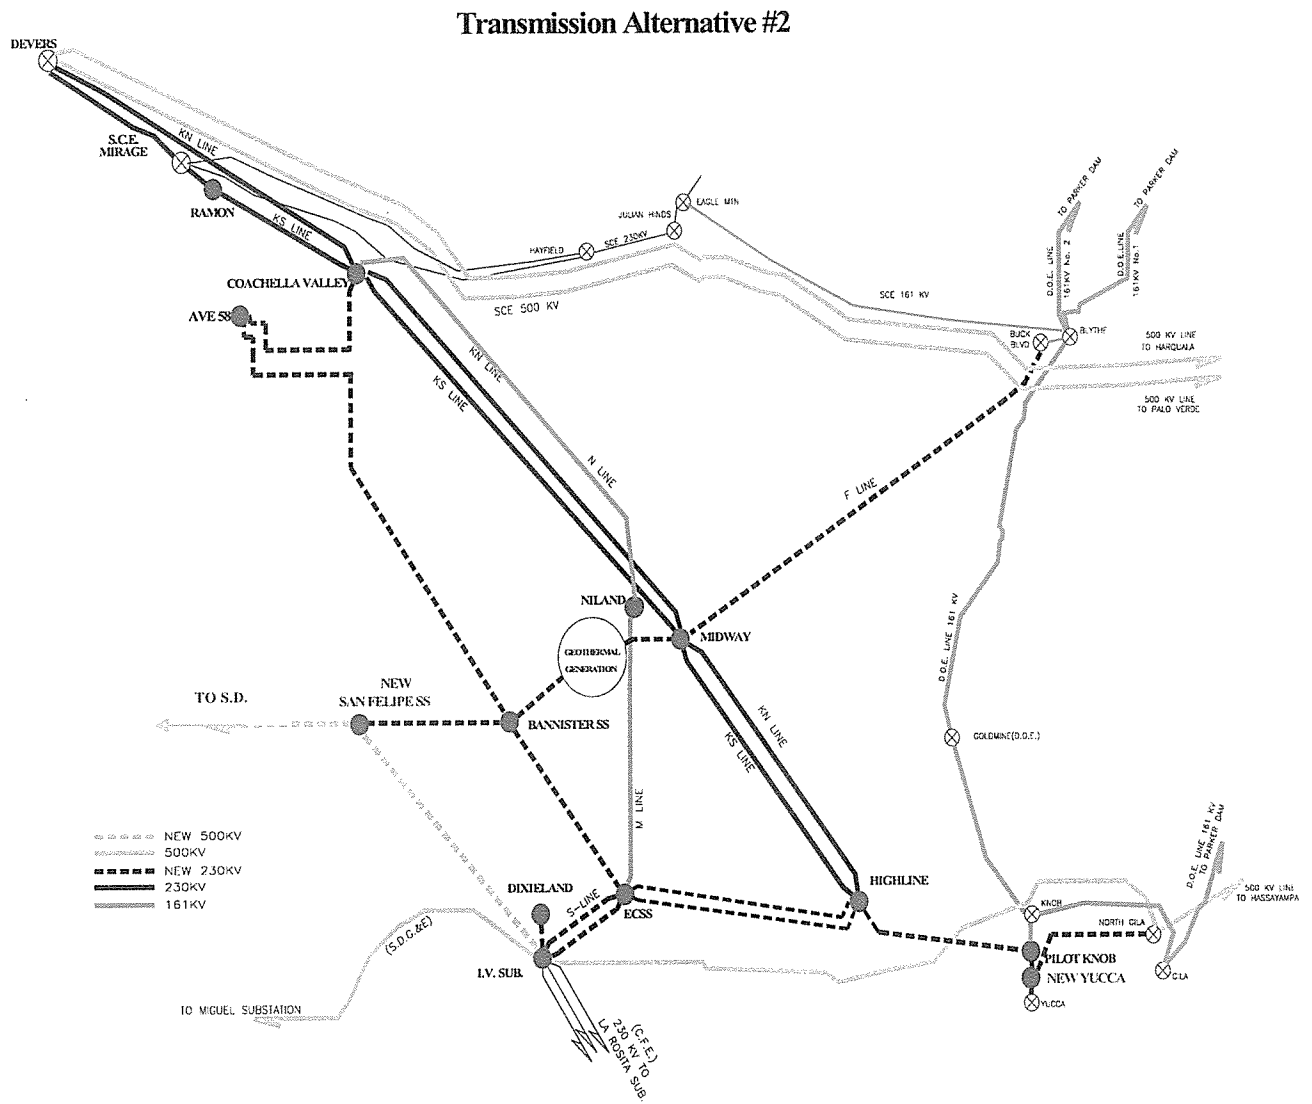 Transmission Alternative #2
DEVERS
KN LINE
S.C.E.
MIRAGE
RAMON
KS LINE
COACHELLA VALLEY
AVE 58
EAGLE MTN
JULIAN HINDS
HAYFIELD
SCE 230KV
SCE 500 KV
SCE 161 KV
TO PARKER DAM
TO PARKER DAM
D.O.E. LINE
161KV No. 2
D.O.E.LINE
161KV No.1
BUCK
BLVD
BLYTHE
500 KV LINE
TO HARQUALA
500 KV LINE
TO PALO VERDE
KN LINE
KS LINE
N LINE
F LINE
NILAND
MIDWAY
GEOTHERMAL
GENERATION
D.O.E. LINE 161 KV
TO S.D.
NEW
SAN FELIPE SS
BANNISTER SS
KN LINE
KS LINE
GOLDMINE(D.O.E.)
M LINE
NEW 500KV
500KV
NEW 230KV
230KV
161KV
D.O.E. LINE 161 KV
TO PARKER DAM
DIXIELAND
S-LINE
ECSS
HIGHLINE
500 KV LINE
TO HASSAYAMPA
KNOB
NORTH GILA
(S.D.G.&E)
I.V. SUB.
PILOT KNOB
NEW YUCCA
GILA
YUCCA
TO MIGUEL SUBSTATION
(C.F.E.)
230 KV TO
LA ROSITA SUB.